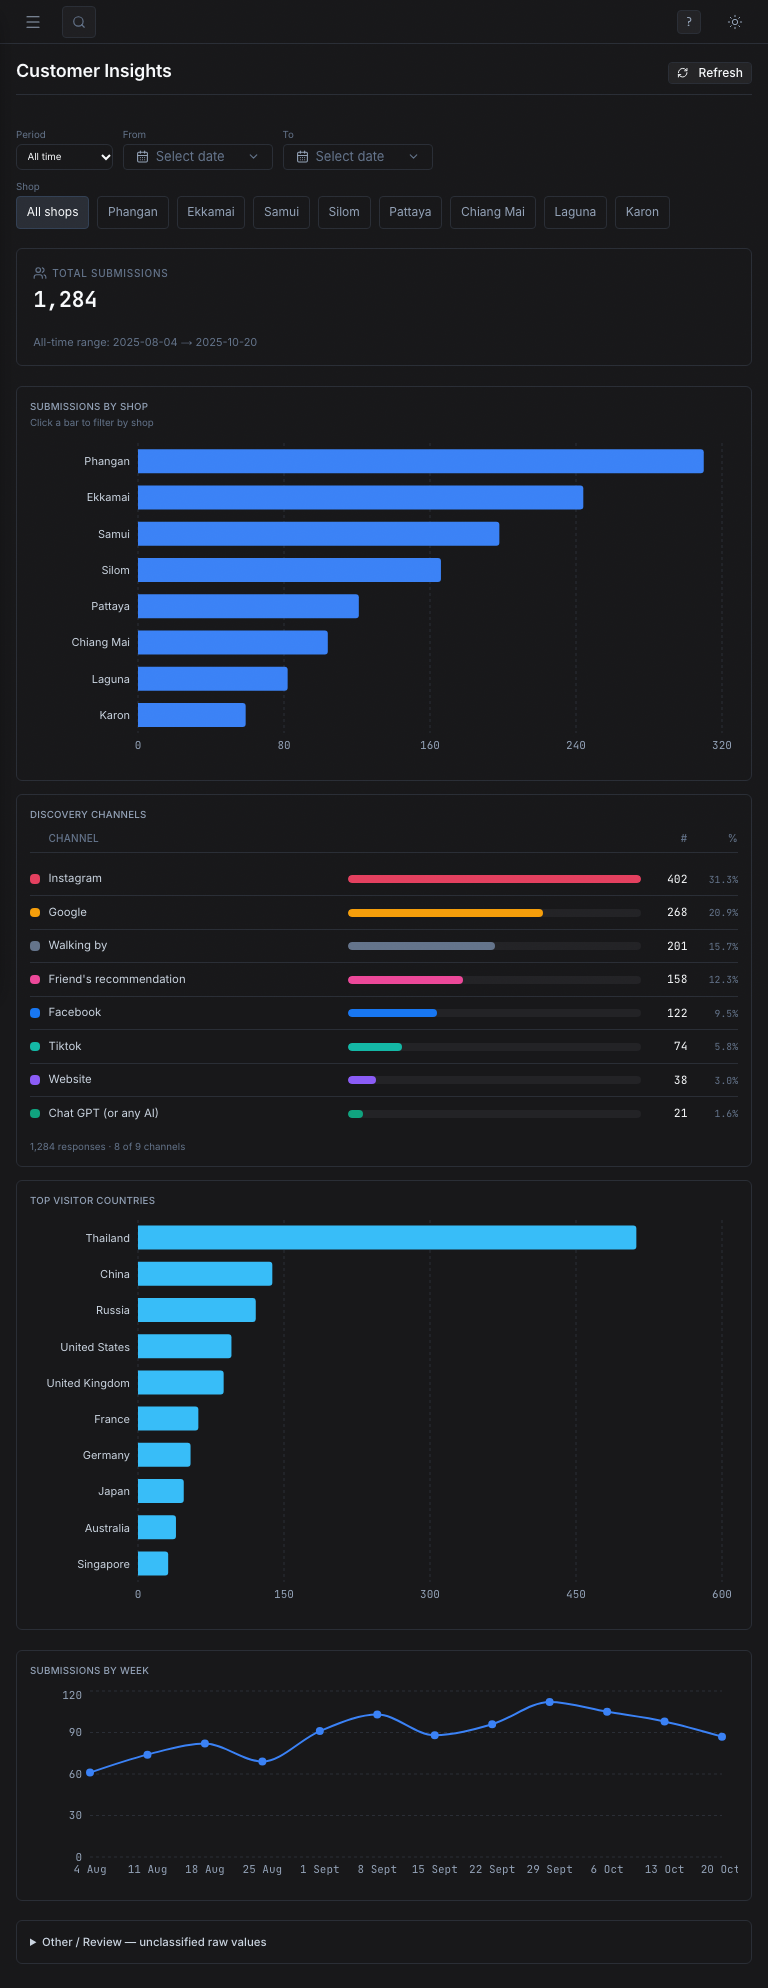 ?
Customer Insights
Refresh
Period
From
To
All time
Select date
Select date
Shop
All shops
Phangan
Ekkamai
Samui
Silom
Pattaya
Chiang Mai
Laguna
Karon
TOTAL SUBMISSIONS
1,284
All-time range: 2025-08-04 → 2025-10-20
SUBMISSIONS BY SHOP
Click a bar to filter by shop
Phangan
Ekkamai
Samui
Silom
Pattaya
Chiang Mai
Laguna
Karon
0 80 160 240 320
DISCOVERY CHANNELS
CHANNEL # %
Instagram 402 31.3%
Google 268 20.9%
Walking by 201 15.7%
Friend's recommendation 158 12.3%
Facebook 122 9.5%
Tiktok 74 5.8%
Website 38 3.0%
Chat GPT (or any AI) 21 1.6%
1,284 responses · 8 of 9 channels
TOP VISITOR COUNTRIES
Thailand
China
Russia
United States
United Kingdom
France
Germany
Japan
Australia
Singapore
0 150 300 450 600
SUBMISSIONS BY WEEK
120
90
60
30
0
4 Aug 11 Aug 18 Aug 25 Aug 1 Sept 8 Sept 15 Sept 22 Sept 29 Sept 6 Oct 13 Oct 20 Oct
Other / Review — unclassified raw values